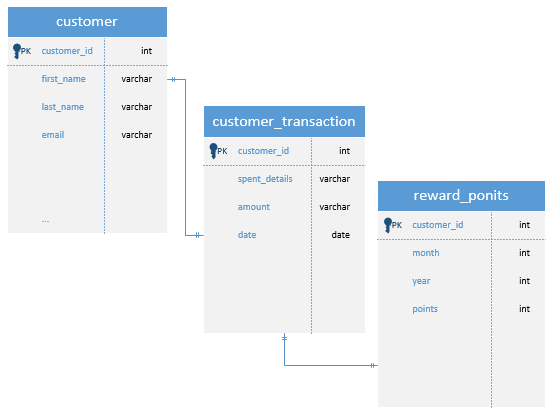 customer
PK customer_id int
first_name varchar
last_name varchar
email varchar
...
customer_transaction
PK customer_id int
spent_details varchar
amount varchar
date date
reward_ponits
PK customer_id int
month int
year int
points int